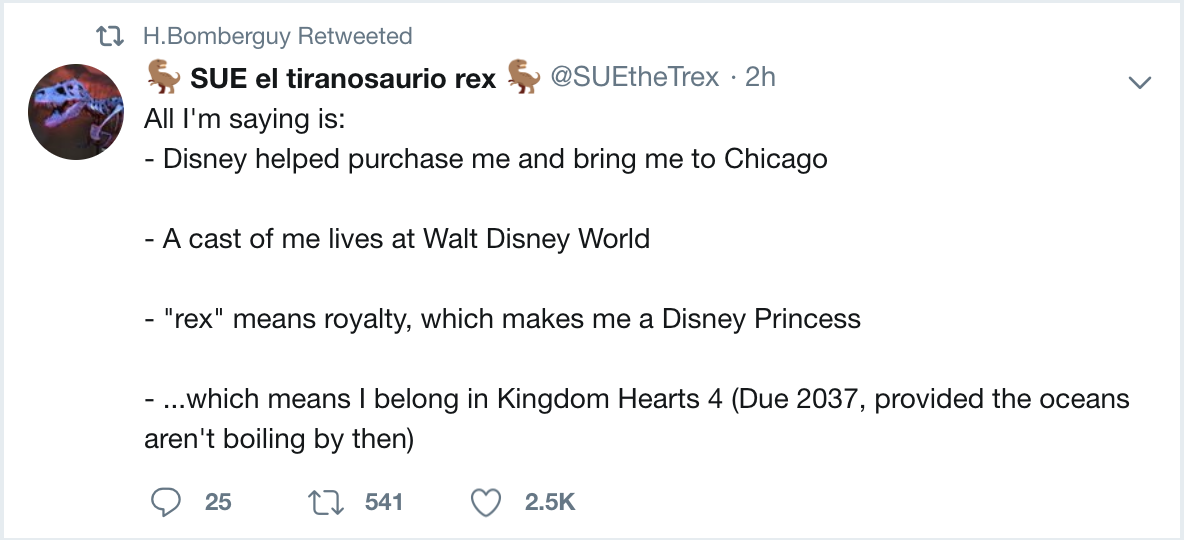 H.Bomberguy Retweeted
SUE el tiranosaurio rex @SUEtheTrex · 2h
All I'm saying is:
- Disney helped purchase me and bring me to Chicago
- A cast of me lives at Walt Disney World
- "rex" means royalty, which makes me a Disney Princess
- ...which means I belong in Kingdom Hearts 4 (Due 2037, provided the oceans
aren't boiling by then)
25 541 2.5K